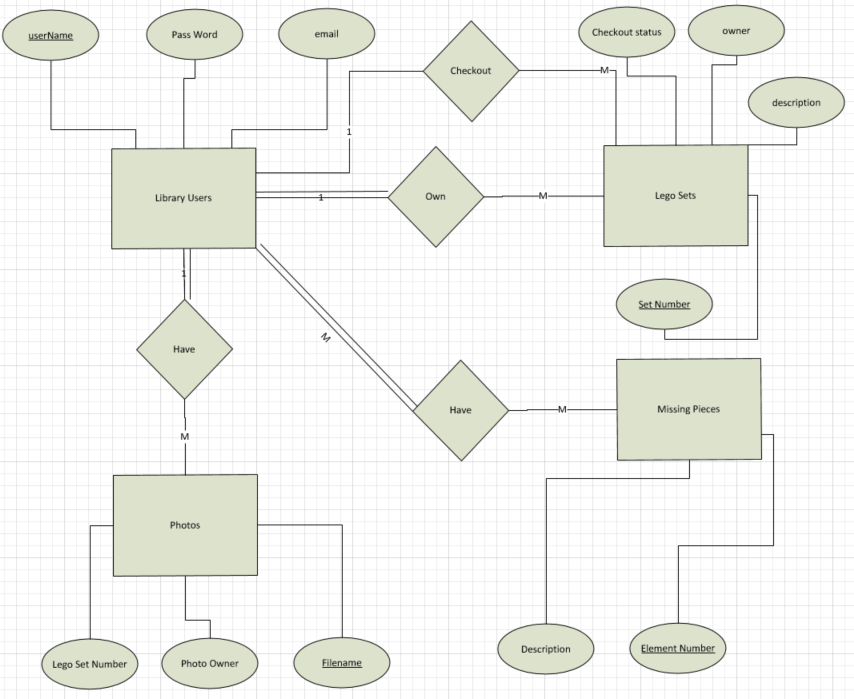 userName
Pass Word
email
Checkout status
owner
Checkout
M
description
1
Library Users
1
Own
M
Lego Sets
1
Set Number
M
Have
Have
M
Missing Pieces
M
Photos
Lego Set Number
Photo Owner
Filename
Description
Element Number